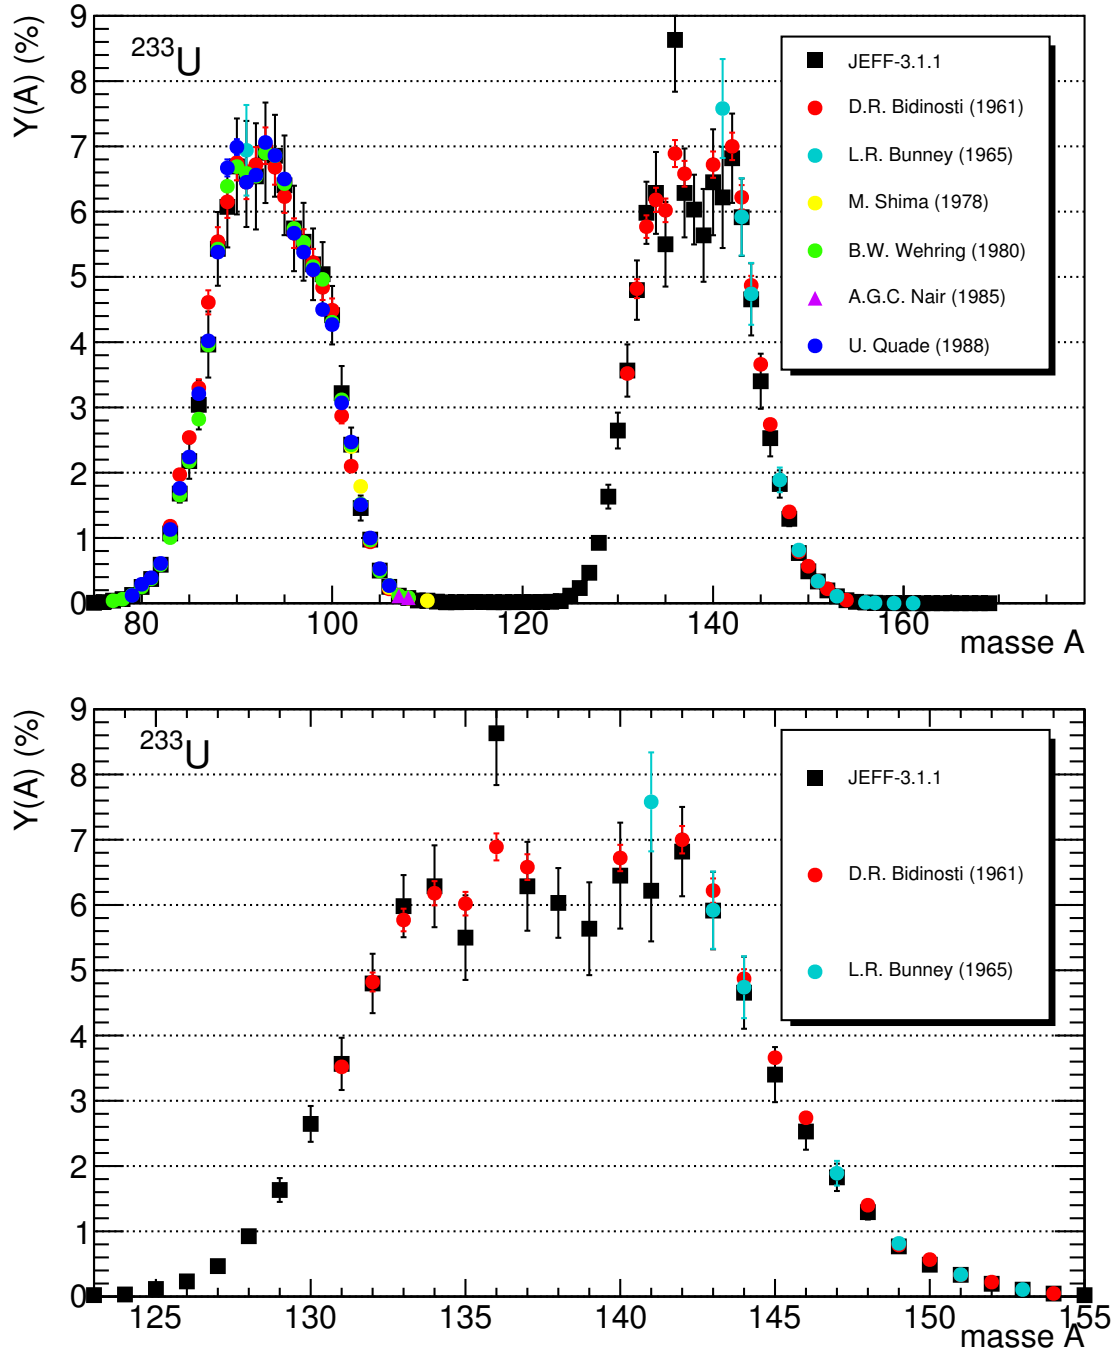 9
8
7
6
5
4
3
2
1
0
Y(A) (%)
²³³U
JEFF-3.1.1
D.R. Bidinosti (1961)
L.R. Bunney (1965)
M. Shima (1978)
B.W. Wehring (1980)
A.G.C. Nair (1985)
U. Quade (1988)
80 100 120 140 160
masse A
9
8
7
6
5
4
3
2
1
0
Y(A) (%)
²³³U
JEFF-3.1.1
D.R. Bidinosti (1961)
L.R. Bunney (1965)
125 130 135 140 145 150 155
masse A